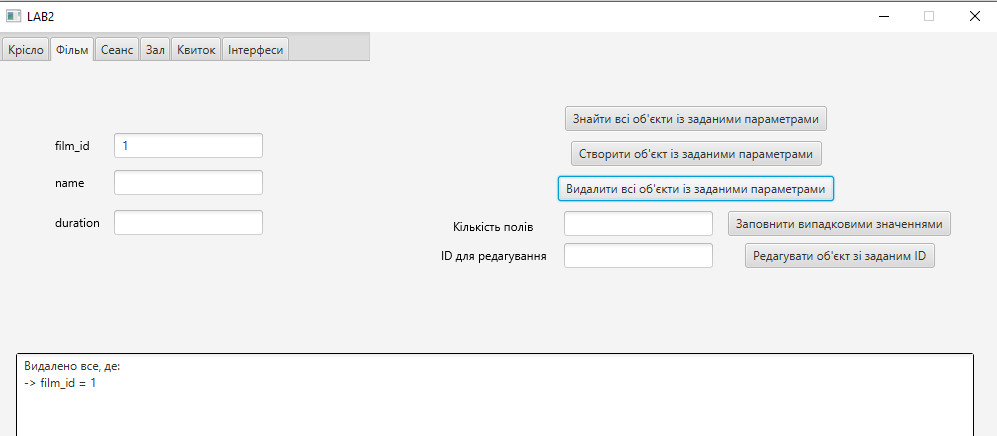 LAB2
Крісло Фільм Сеанс Зал Квиток Інтерфеси
Знайти всі об'єкти із заданими параметрами
film_id 1
Створити об'єкт із заданими параметрами
name
Видалити всі об'єкти із заданими параметрами
duration
Кількість полів Заповнити випадковими значеннями
ID для редагування Редагувати об'єкт зі заданим ID
Видалено все, де:
-> film_id = 1